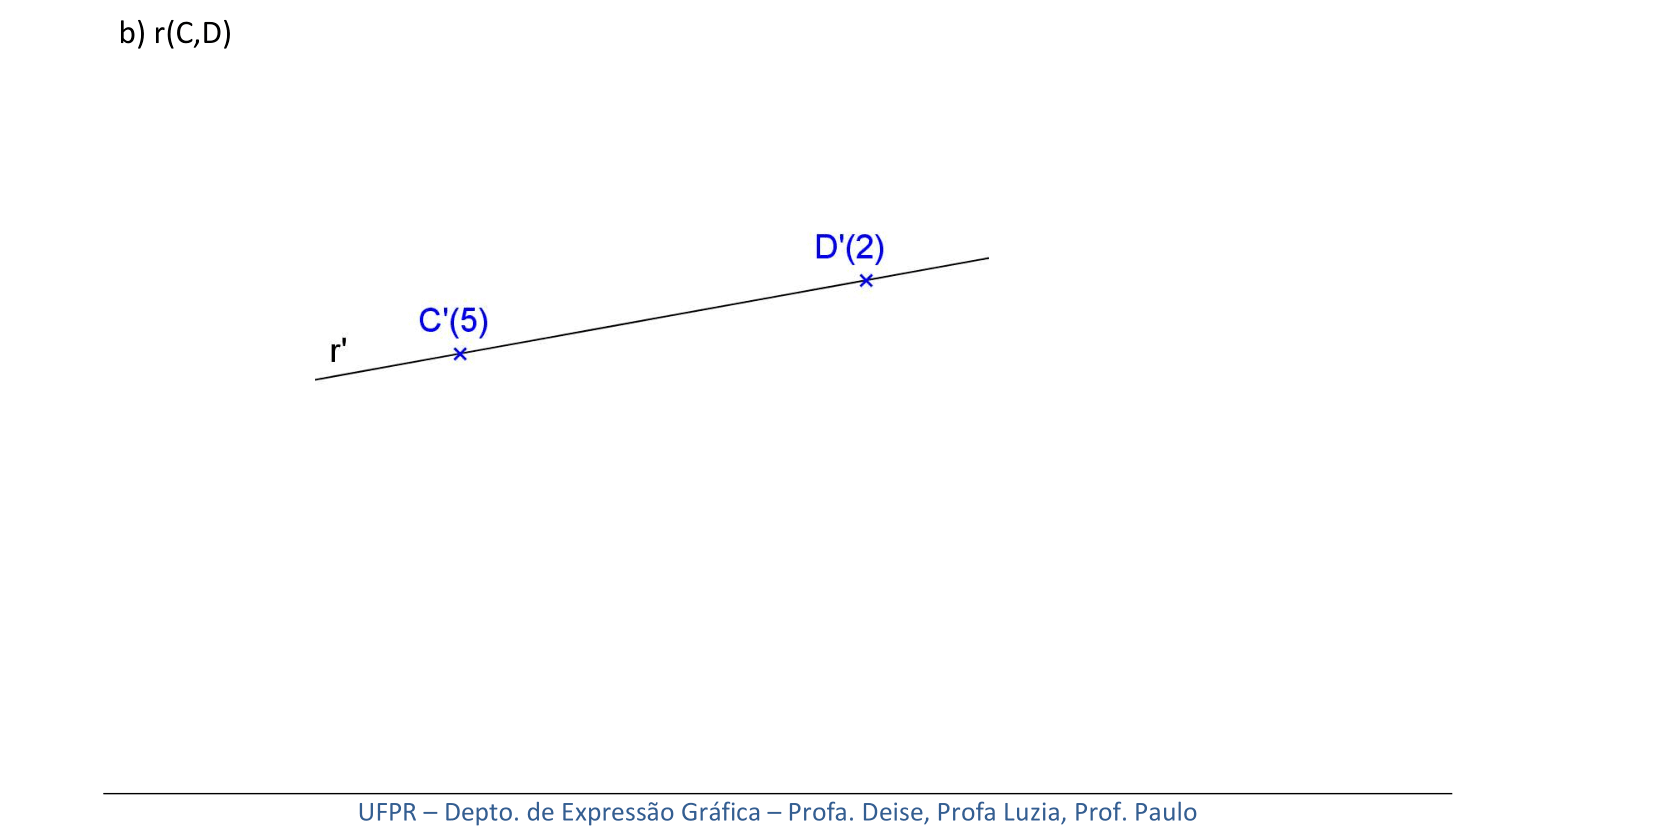 b) r(C,D)
D'(2)
C'(5)
r'
UFPR – Depto. de Expressão Gráfica – Profa. Deise, Profa Luzia, Prof. Paulo